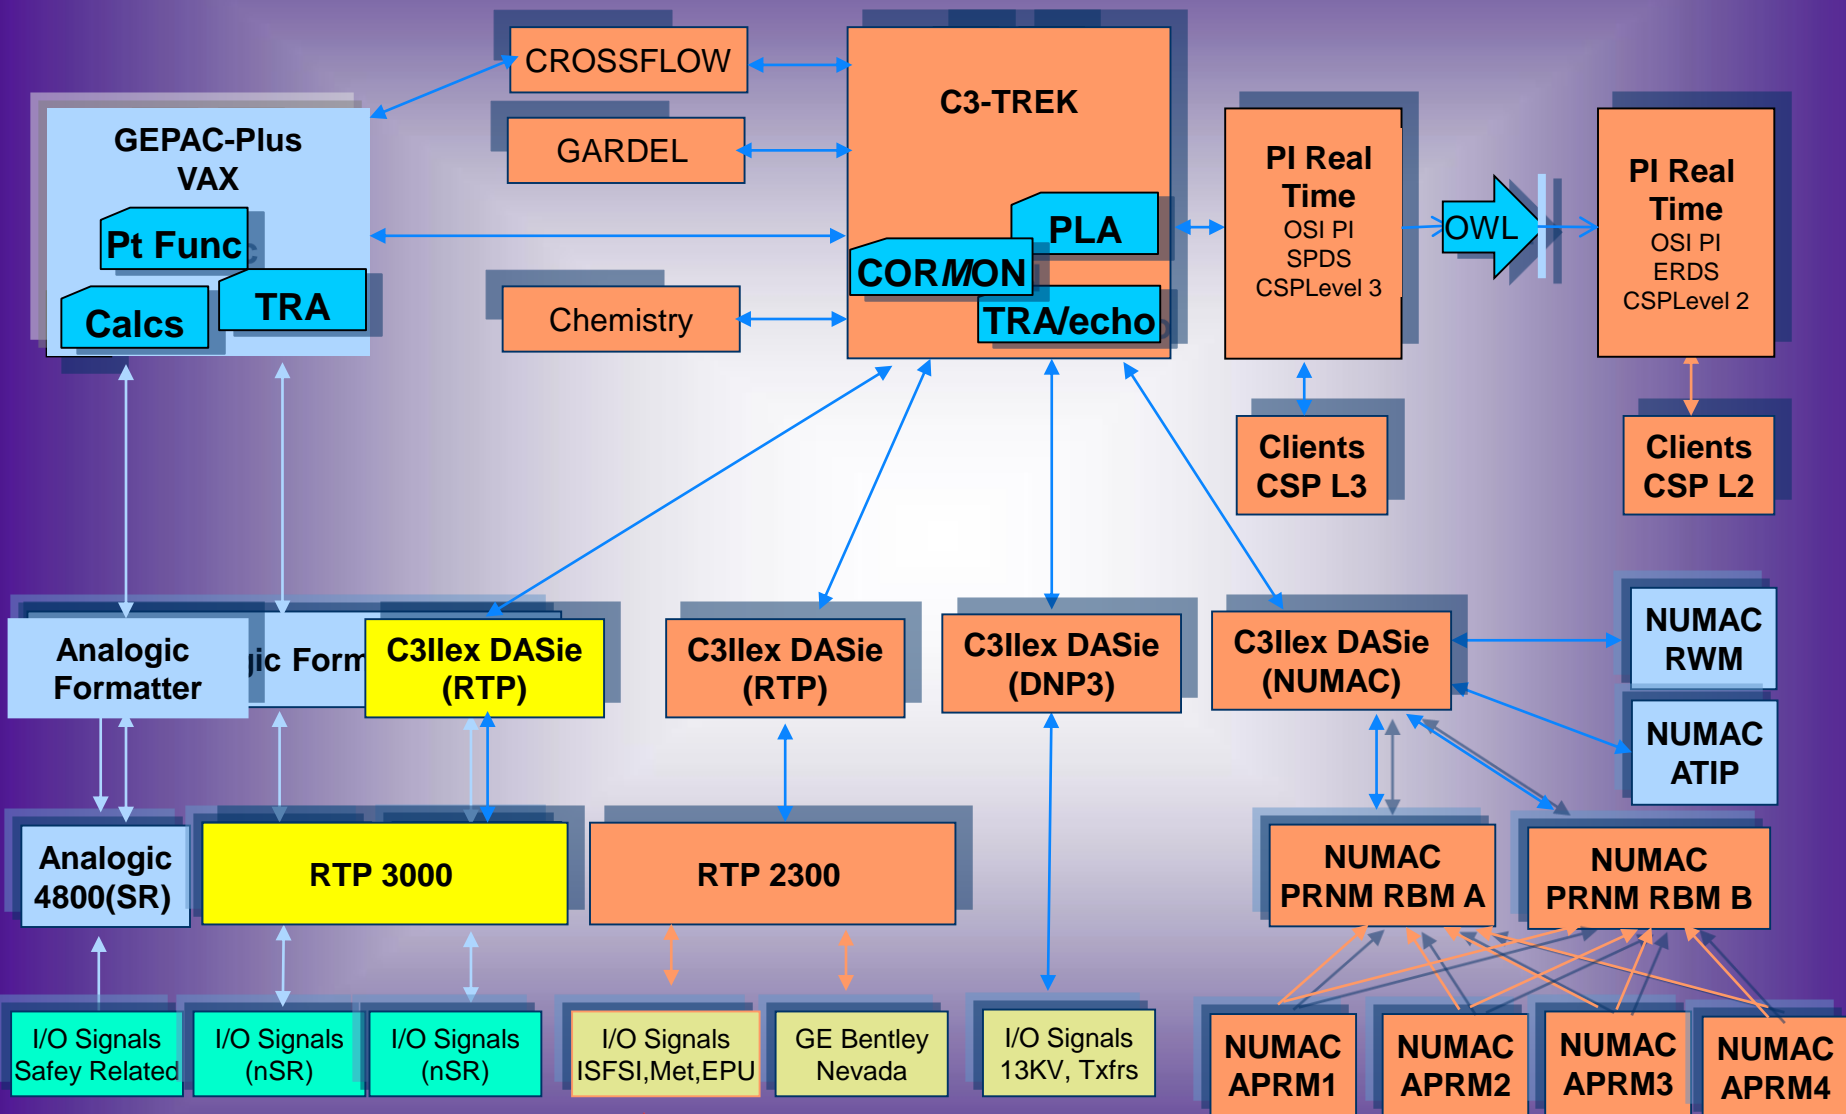 CROSSFLOW
C3-TREK
GEPAC-Plus
VAX
GARDEL
PI Real
Time
OSI PI
SPDS
CSPLevel 3
OWL
PI Real
Time
OSI PI
ERDS
CSPLevel 2
Pt Func
PLA
CORMON
TRA
Calcs
Chemistry
TRA/echo
Clients
CSP L3
Clients
CSP L2
Analogic
Formatter
gic Form
C3Ilex DASie
(RTP)
C3Ilex DASie
(RTP)
C3Ilex DASie
(DNP3)
C3Ilex DASie
(NUMAC)
NUMAC
RWM
NUMAC
ATIP
Analogic
4800(SR)
RTP 3000
RTP 2300
NUMAC
PRNM RBM A
NUMAC
PRNM RBM B
I/O Signals
Safey Related
I/O Signals
(nSR)
I/O Signals
(nSR)
I/O Signals
ISFSI,Met,EPU
GE Bentley
Nevada
I/O Signals
13KV, Txfrs
NUMAC
APRM1
NUMAC
APRM2
NUMAC
APRM3
NUMAC
APRM4